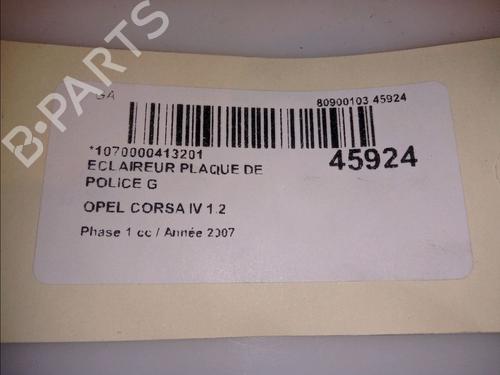 B-PARTS
GA
80900103 45924
*1070000413201
45924
ECLAIREUR PLAQUE DE
POLICE G
OPEL CORSA IV 1.2
Phase 1 cc / Année 2007